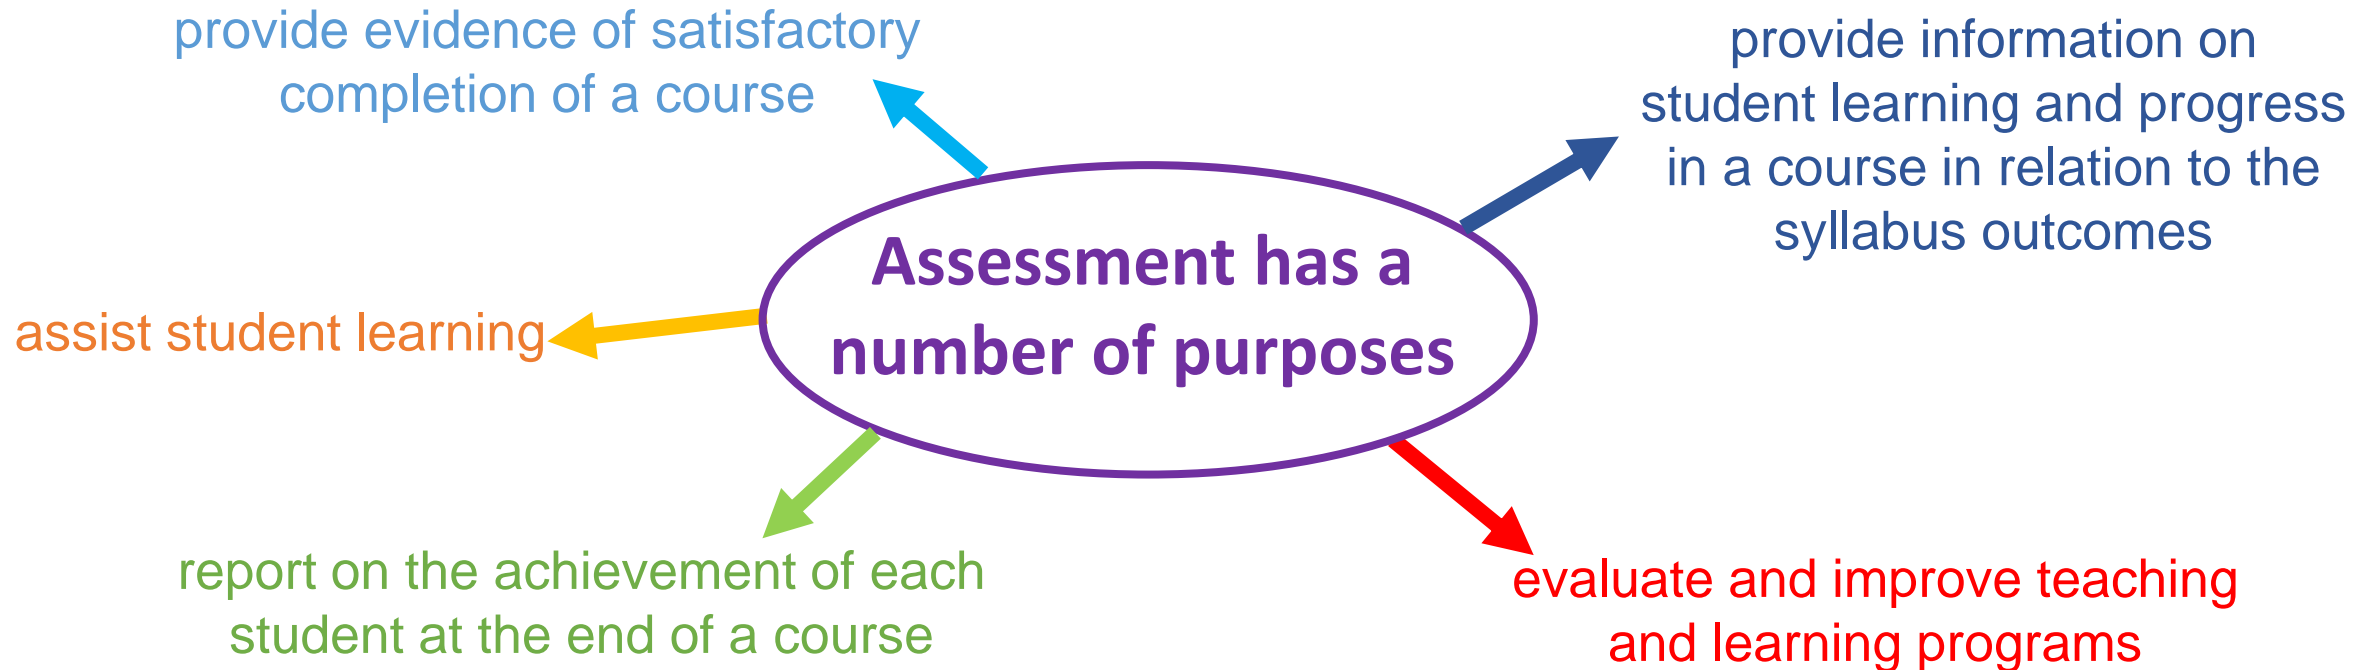 provide evidence of satisfactory
completion of a course
provide information on
student learning and progress
in a course in relation to the
syllabus outcomes
Assessment has a
number of purposes
assist student learning
report on the achievement of each
student at the end of a course
evaluate and improve teaching
and learning programs